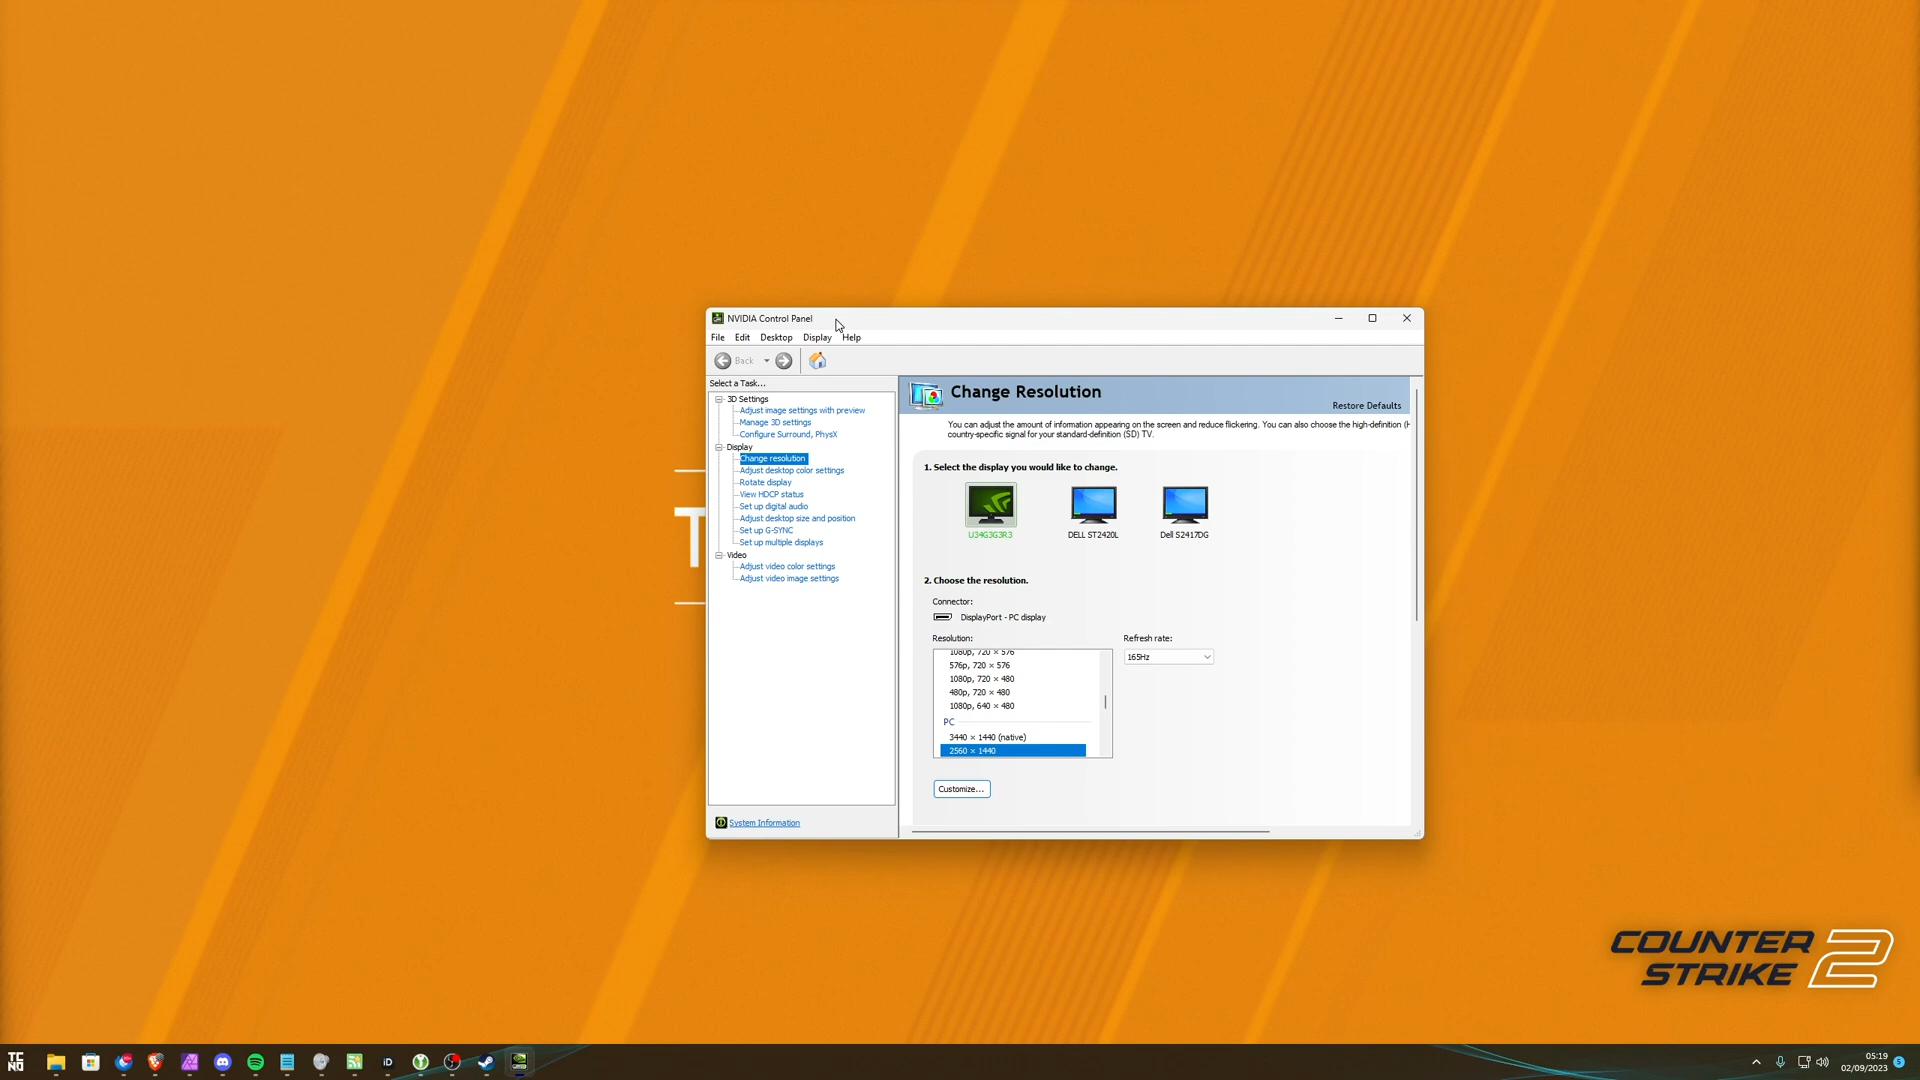 NVIDIA Control Panel
File Edit Desktop Display Help
Back
Select a Task...
3D Settings
Adjust image settings with preview
Manage 3D settings
Configure Surround, PhysX
Display
Change resolution
Adjust desktop color settings
Rotate display
View HDCP status
Set up digital audio
Adjust desktop size and position
Set up G-SYNC
Set up multiple displays
Video
Adjust video color settings
Adjust video image settings
System Information
Change Resolution
Restore Defaults
You can adjust the amount of information appearing on the screen and reduce flickering. You can also choose the high-definition (H
country-specific signal for your standard-definition (SD) TV.
1. Select the display you would like to change.
U34G3G3R3
DELL ST2420L
Dell S2417DG
2. Choose the resolution.
Connector:
DisplayPort - PC display
Resolution:
Refresh rate:
165Hz
1080p, 720 × 576
576p, 720 × 576
1080p, 720 × 480
480p, 720 × 480
1080p, 640 × 480
PC
3440 × 1440 (native)
2560 × 1440
Customize...
T
COUNTER
STRIKE 2
TC
NO
iD
05:19
02/09/2023
5